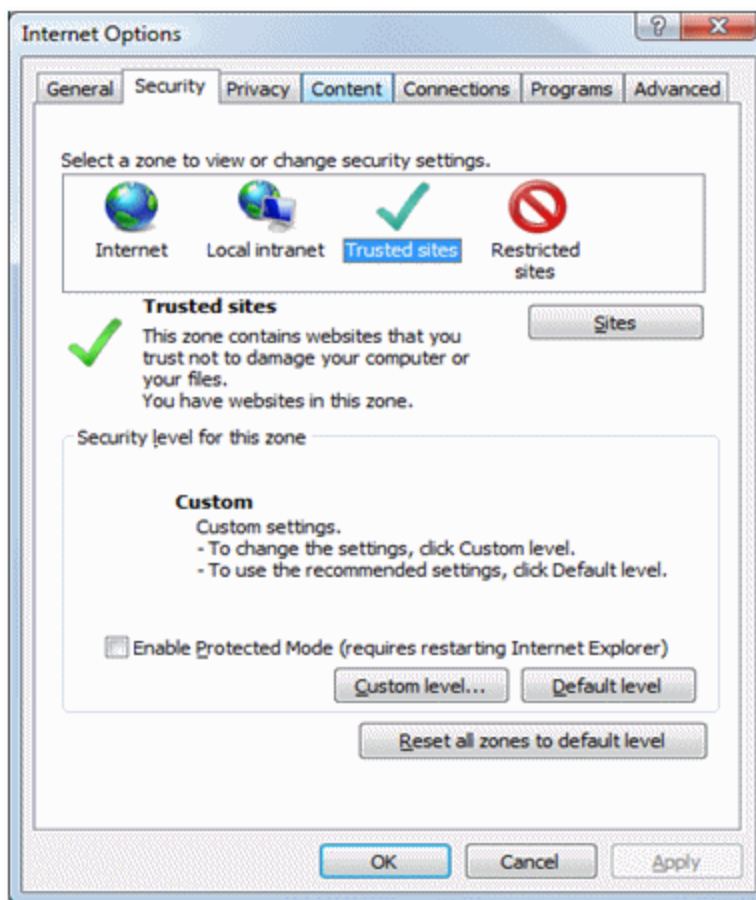 Internet Options
General Security Privacy Content Connections Programs Advanced
Select a zone to view or change security settings.
Internet Local intranet Trusted sites Restricted
sites
Trusted sites
Sites
This zone contains websites that you
trust not to damage your computer or
your files.
You have websites in this zone.
Security level for this zone
Custom
Custom settings.
- To change the settings, click Custom level.
- To use the recommended settings, click Default level.
Enable Protected Mode (requires restarting Internet Explorer)
Custom level... Default level
Reset all zones to default level
OK Cancel Apply